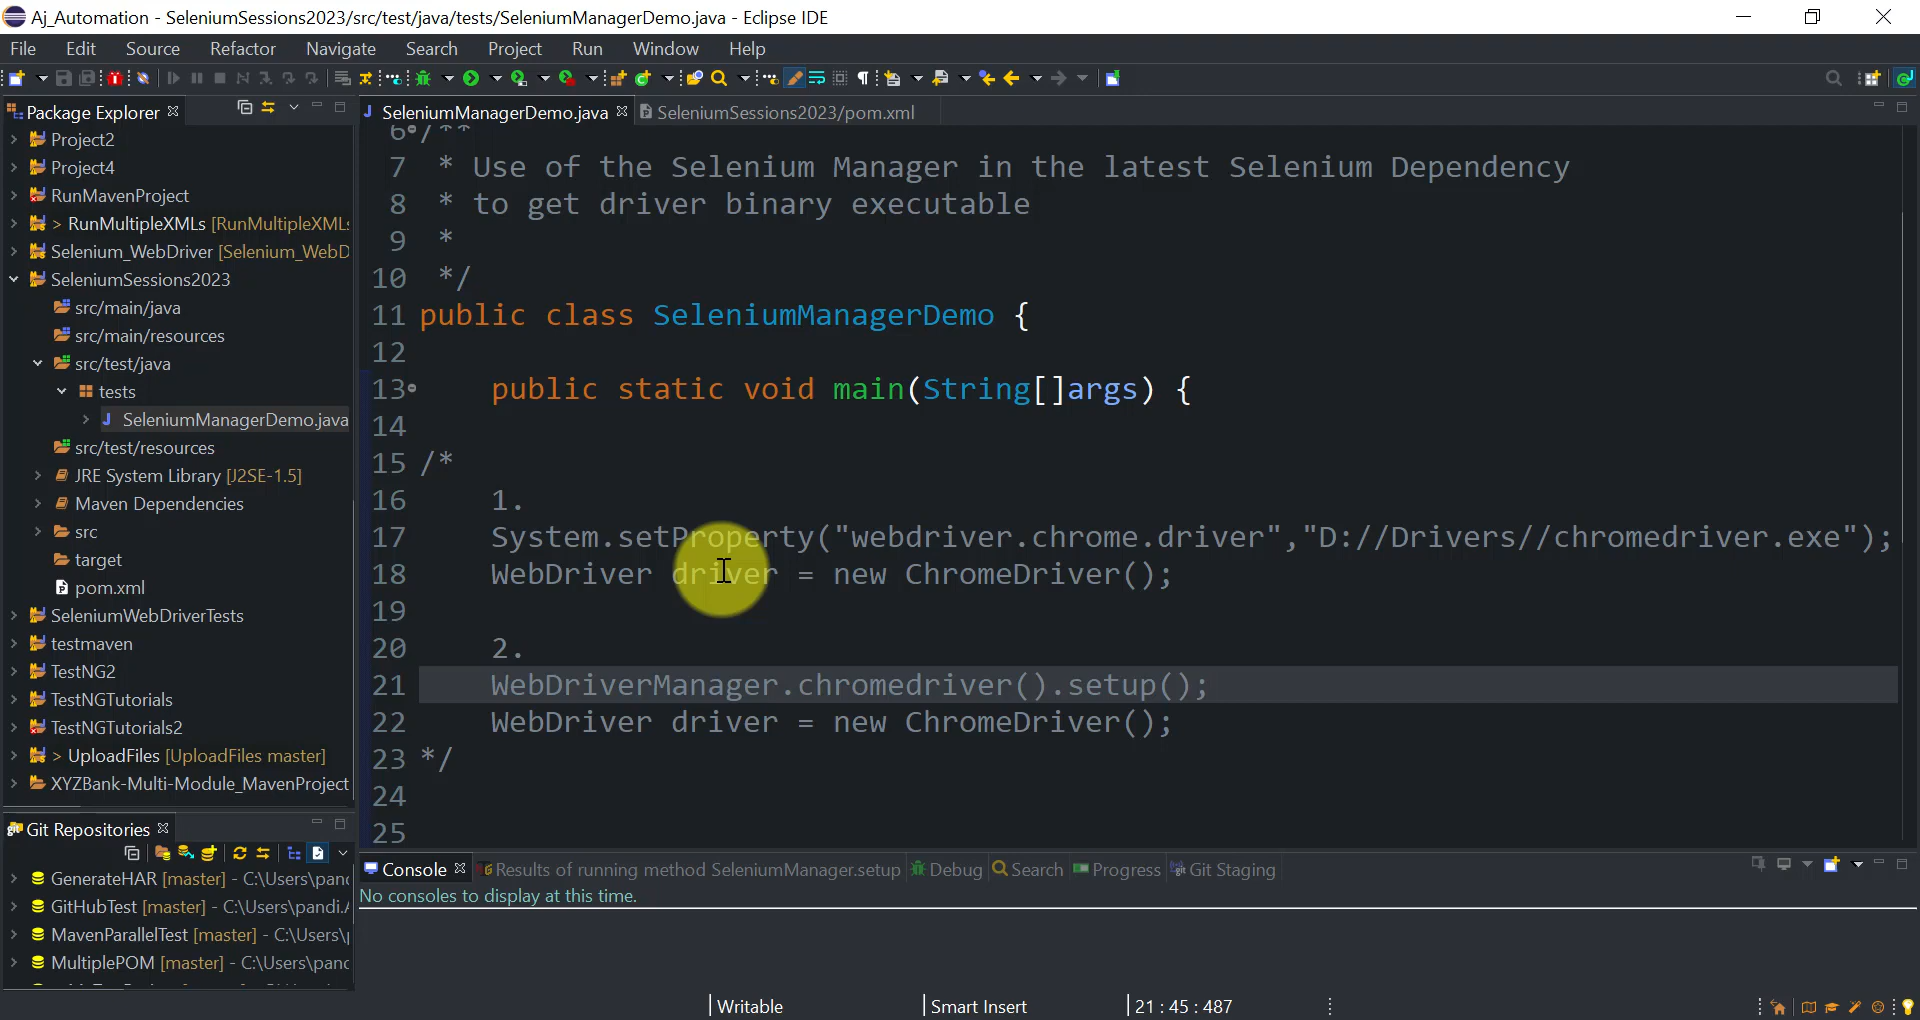 Aj_Automation - SeleniumSessions2023/src/test/java/tests/SeleniumManagerDemo.java - Eclipse IDE
File Edit Source Refactor Navigate Search Project Run Window Help
Package Explorer
Project2
Project4
RunMavenProject
> RunMultipleXMLs [RunMultipleXMLs
Selenium_WebDriver [Selenium_WebD
SeleniumSessions2023
src/main/java
src/main/resources
src/test/java
tests
SeleniumManagerDemo.java
src/test/resources
JRE System Library [J2SE-1.5]
Maven Dependencies
src
target
pom.xml
SeleniumWebDriverTests
testmaven
TestNG2
TestNGTutorials
TestNGTutorials2
> UploadFiles [UploadFiles master]
XYZBank-Multi-Module_MavenProject
Git Repositories
GenerateHAR [master] - C:\Users\pand
GitHubTest [master] - C:\Users\pandi.A
MavenParallelTest [master] - C:\Users\p
MultiplePOM [master] - C:\Users\pand
SeleniumManagerDemo.java SeleniumSessions2023/pom.xml
6 /**
7 * Use of the Selenium Manager in the latest Selenium Dependency
8 * to get driver binary executable
9 *
10 */
11 public class SeleniumManagerDemo {
12
13 public static void main(String[]args) {
14
15 /*
16 1.
17 System.setProperty("webdriver.chrome.driver","D://Drivers//chromedriver.exe");
18 WebDriver driver = new ChromeDriver();
19
20 2.
21 WebDriverManager.chromedriver().setup();
22 WebDriver driver = new ChromeDriver();
23 */
24
25
Console Results of running method SeleniumManager.setup Debug Search Progress Git Staging
No consoles to display at this time.
Writable Smart Insert 21 : 45 : 487